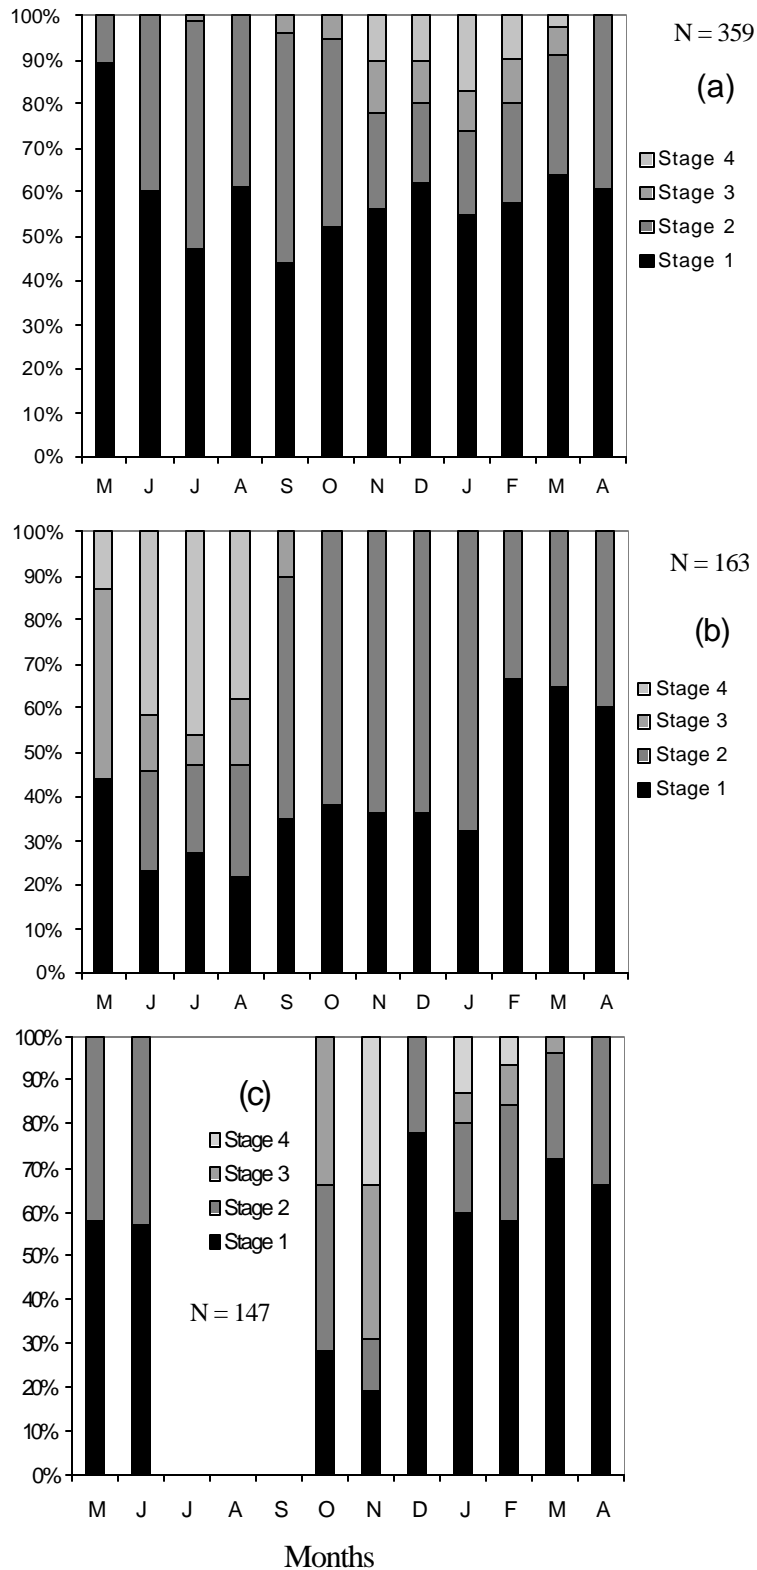 100%
90%
80%
70%
60%
50%
40%
30%
20%
10%
0%
M J J A S O N D J F M A
N = 359
(a)
Stage 4
Stage 3
Stage 2
Stage 1
100%
90%
80%
70%
60%
50%
40%
30%
20%
10%
0%
M J J A S O N D J F M A
N = 163
(b)
Stage 4
Stage 3
Stage 2
Stage 1
100%
90%
80%
70%
60%
50%
40%
30%
20%
10%
0%
(c)
Stage 4
Stage 3
Stage 2
Stage 1
N = 147
M J J A S O N D J F M A
Months